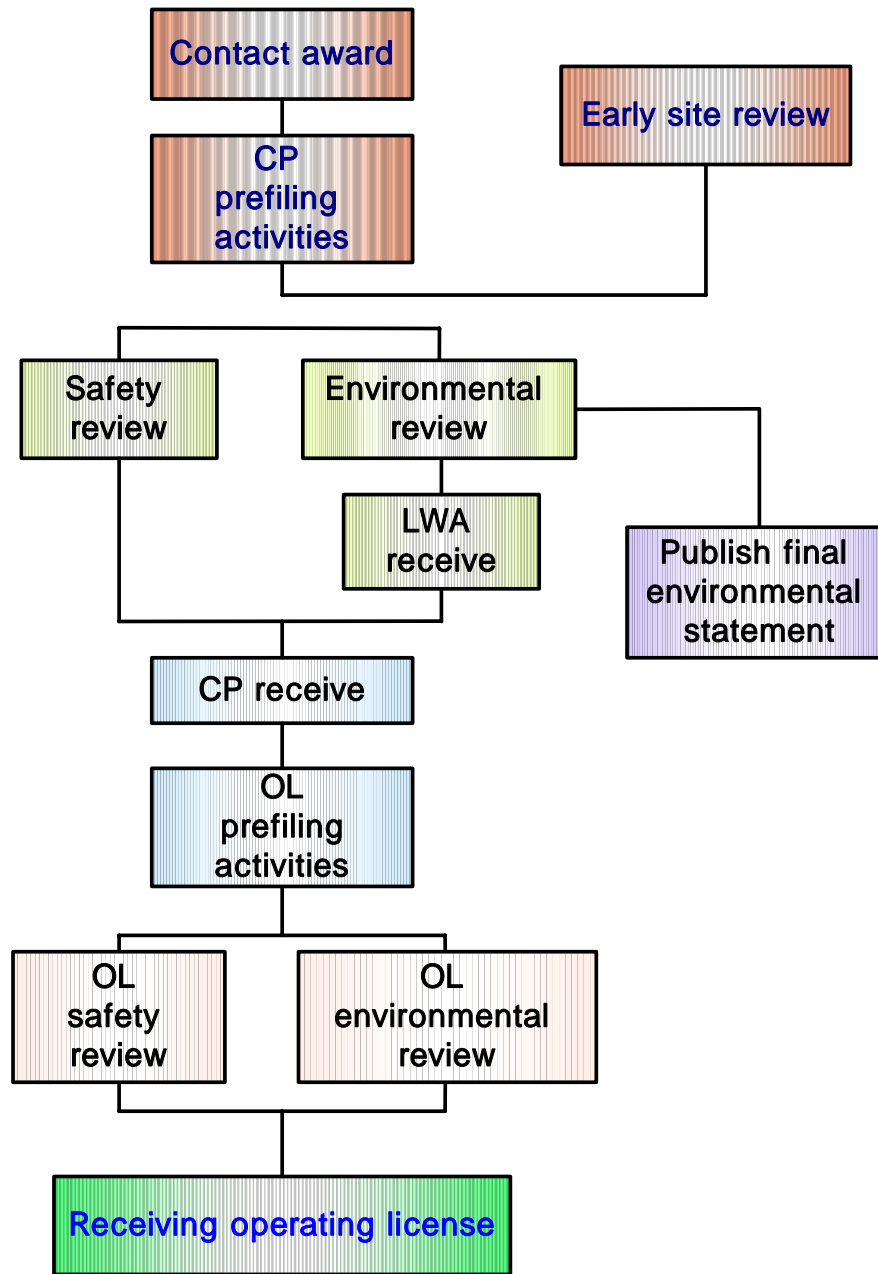 Contact award
Early site review
CP
prefiling
activities
Safety
review
Environmental
review
LWA
receive
Publish final
environmental
statement
CP receive
OL
prefiling
activities
OL
safety
review
OL
environmental
review
Receiving operating license